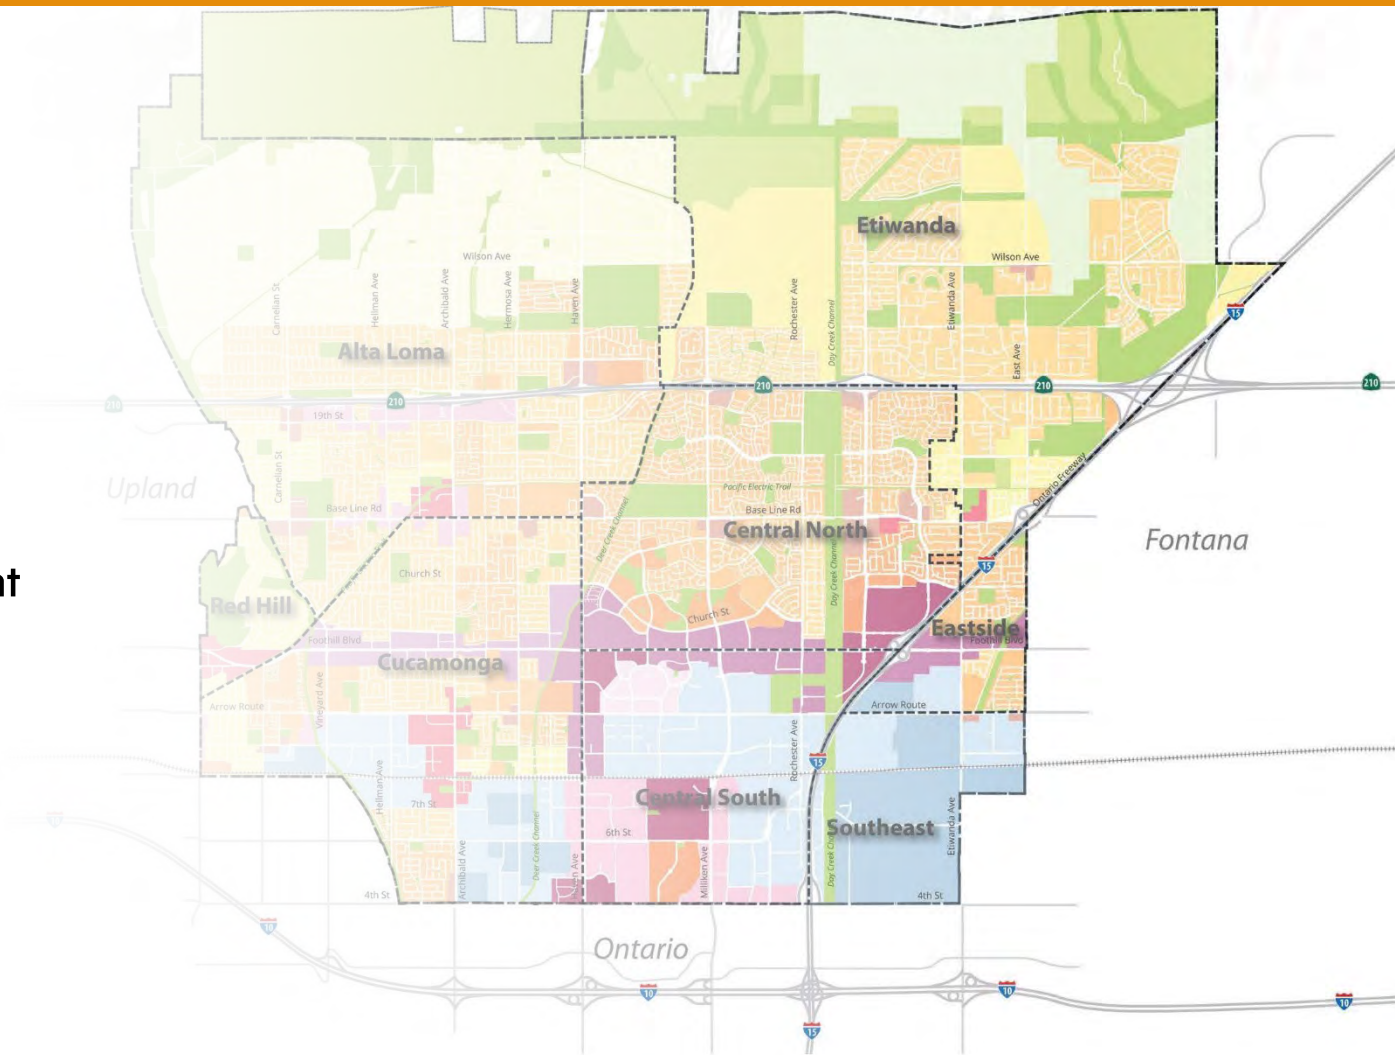 Etiwanda
Wilson Ave
Wilson Ave
Carnelian St
Hellman Ave
Archibald Ave
Hermosa Ave
Haven Ave
Rochester Ave
Day Creek Channel
Etiwanda Ave
East Ave
15
Alta Loma
210
210
210
210
210
19th St
Upland
Carnelian St
Base Line Rd
Deer Creek Channel
Pacific Electric Trail
Base Line Rd
Central North
Day Creek Channel
Ontario Freeway
Fontana
15
nt
Church St
Red Hill
Church St
Eastside
Foothill Blvd
Foothill Blvd
Cucamonga
Arrow Route
Vineyard Ave
Arrow Route
Rochester Ave
15
Hellman Ave
7th St
Central South
6th St
Southeast
Archibald Ave
Deer Creek Channel
Milliken Ave
Etiwanda Ave
4th St
4th St
10
Ontario
10
10
10
15